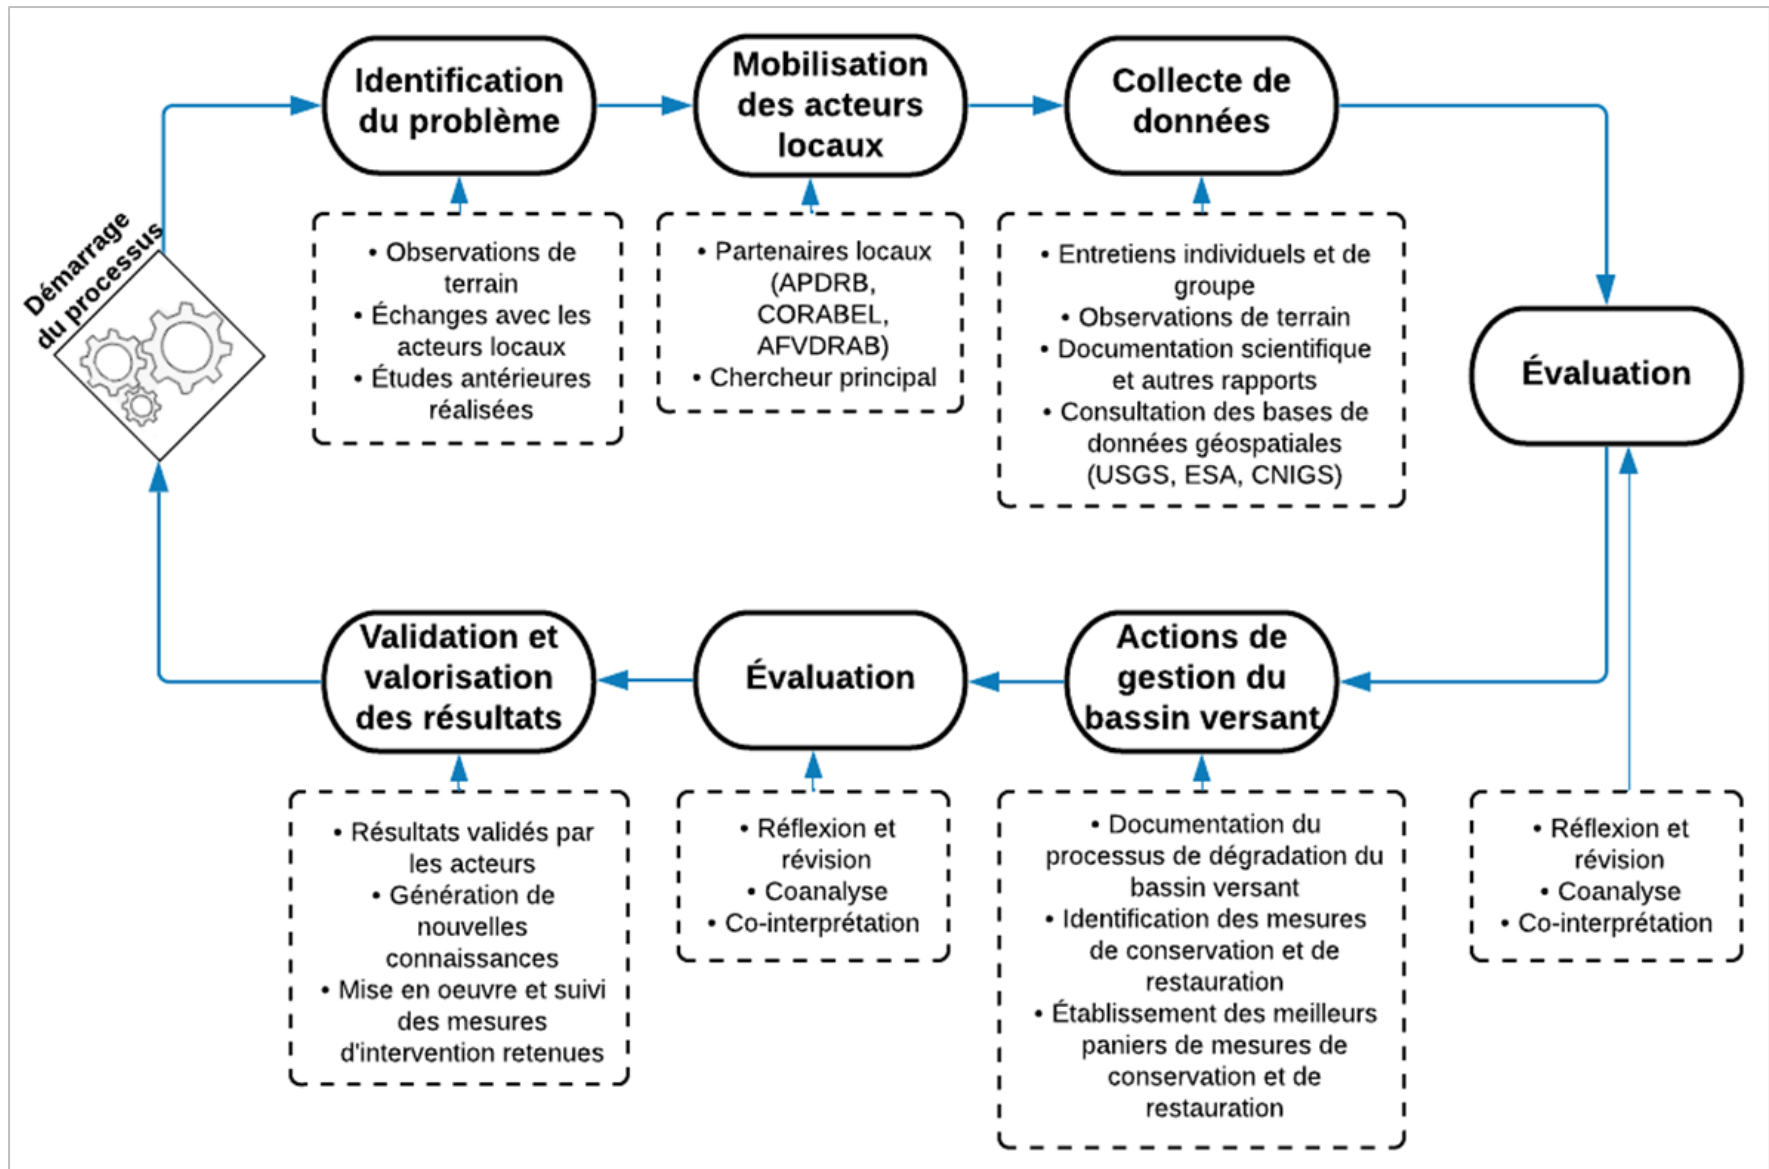 Démarrage
du processus
Identification
du problème
Mobilisation
des acteurs
locaux
Collecte de
données
• Observations de
terrain
• Échanges avec les
acteurs locaux
• Études antérieures
réalisées
• Partenaires locaux
(APDRB,
CORABEL,
AFVDRAB)
• Chercheur principal
• Entretiens individuels et de
groupe
• Observations de terrain
• Documentation scientifique
et autres rapports
• Consultation des bases de
données géospatiales
(USGS, ESA, CNIGS)
Évaluation
• Réflexion et
révision
• Coanalyse
• Co-interprétation
Actions de
gestion du
bassin versant
• Documentation du
processus de dégradation du
bassin versant
• Identification des mesures
de conservation et de
restauration
• Établissement des meilleurs
paniers de mesures de
conservation et de
restauration
Évaluation
• Réflexion et
révision
• Coanalyse
• Co-interprétation
Validation et
valorisation
des résultats
• Résultats validés par
les acteurs
• Génération de
nouvelles
connaissances
• Mise en oeuvre et suivi
des mesures
d'intervention retenues